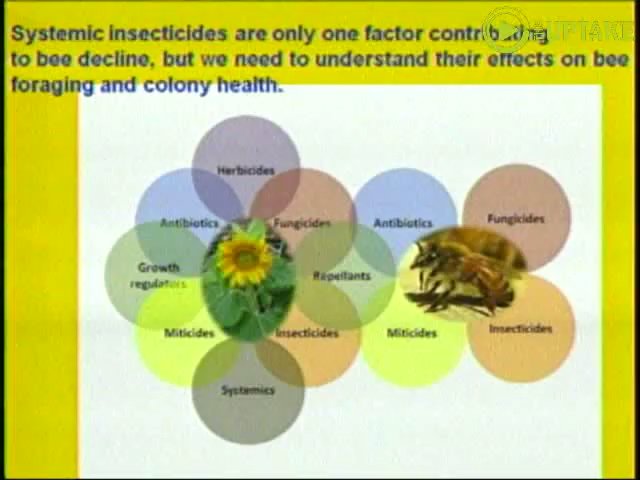 Systemic insecticides are only one factor contributing
to bee decline, but we need to understand their effects on bee
foraging and colony health.
Herbicides
Antibiotics
Fungicides
Antibiotics
Fungicides
Growth
regulators
Repellants
Miticides
Insecticides
Miticides
Insecticides
Systemics